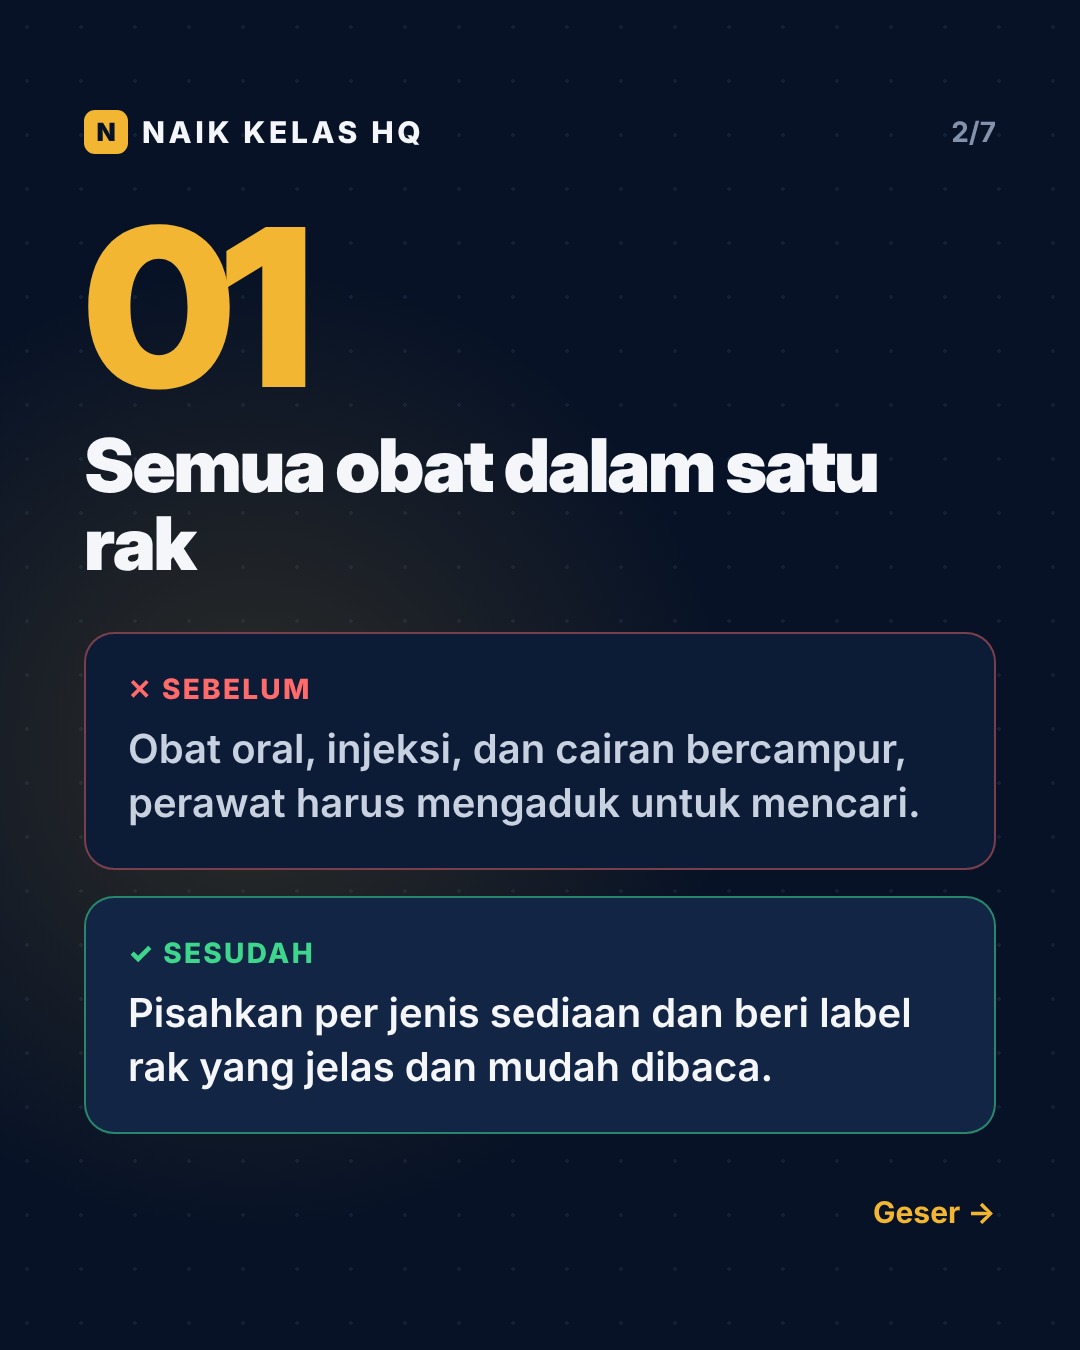 N NAIK KELAS HQ
2/7
01
Semua obat dalam satu
rak
✕ SEBELUM
Obat oral, injeksi, dan cairan bercampur,
perawat harus mengaduk untuk mencari.
✓ SESUDAH
Pisahkan per jenis sediaan dan beri label
rak yang jelas dan mudah dibaca.
Geser →